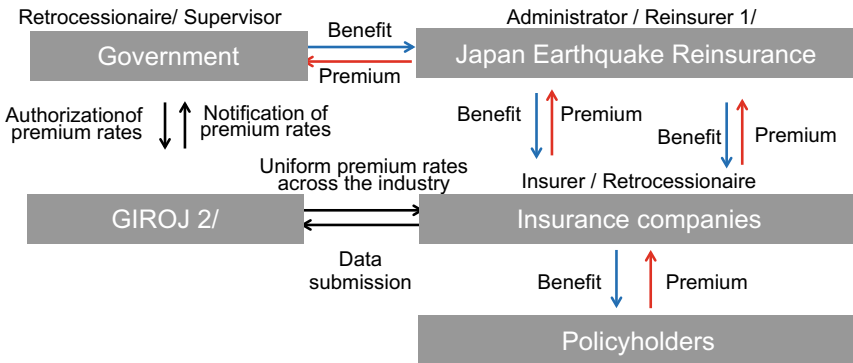 Retrocessionaire/ Supervisor
Administrator / Reinsurer 1/
Government
Benefit
Premium
Japan Earthquake Reinsurance
Authorizationof
premium rates
Notification of
premium rates
Benefit
Premium
Benefit
Premium
Uniform premium rates
across the industry
Insurer / Retrocessionaire
GIROJ 2/
Insurance companies
Data
submission
Benefit
Premium
Policyholders